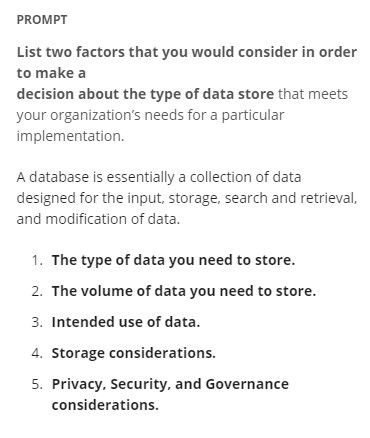 PROMPT
List two factors that you would consider in order
to make a
decision about the type of data store that meets
your organization's needs for a particular
implementation.
A database is essentially a collection of data
designed for the input, storage, search and retrieval,
and modification of data.
1. The type of data you need to store.
2. The volume of data you need to store.
3. Intended use of data.
4. Storage considerations.
5. Privacy, Security, and Governance
considerations.